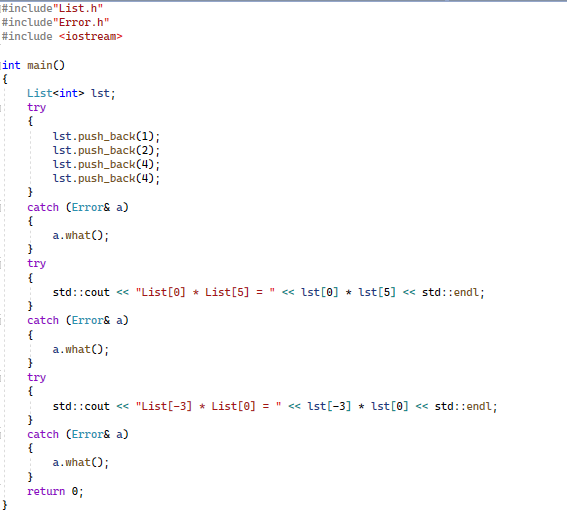 #include"List.h"
#include"Error.h"
#include <iostream>
int main()
{
List<int> lst;
try
{
lst.push_back(1);
lst.push_back(2);
lst.push_back(4);
lst.push_back(4);
}
catch (Error& a)
{
a.what();
}
try
{
std::cout << "List[0] * List[5] = " << lst[0] * lst[5] << std::endl;
}
catch (Error& a)
{
a.what();
}
try
{
std::cout << "List[-3] * List[0] = " << lst[-3] * lst[0] << std::endl;
}
catch (Error& a)
{
a.what();
}
return 0;
}